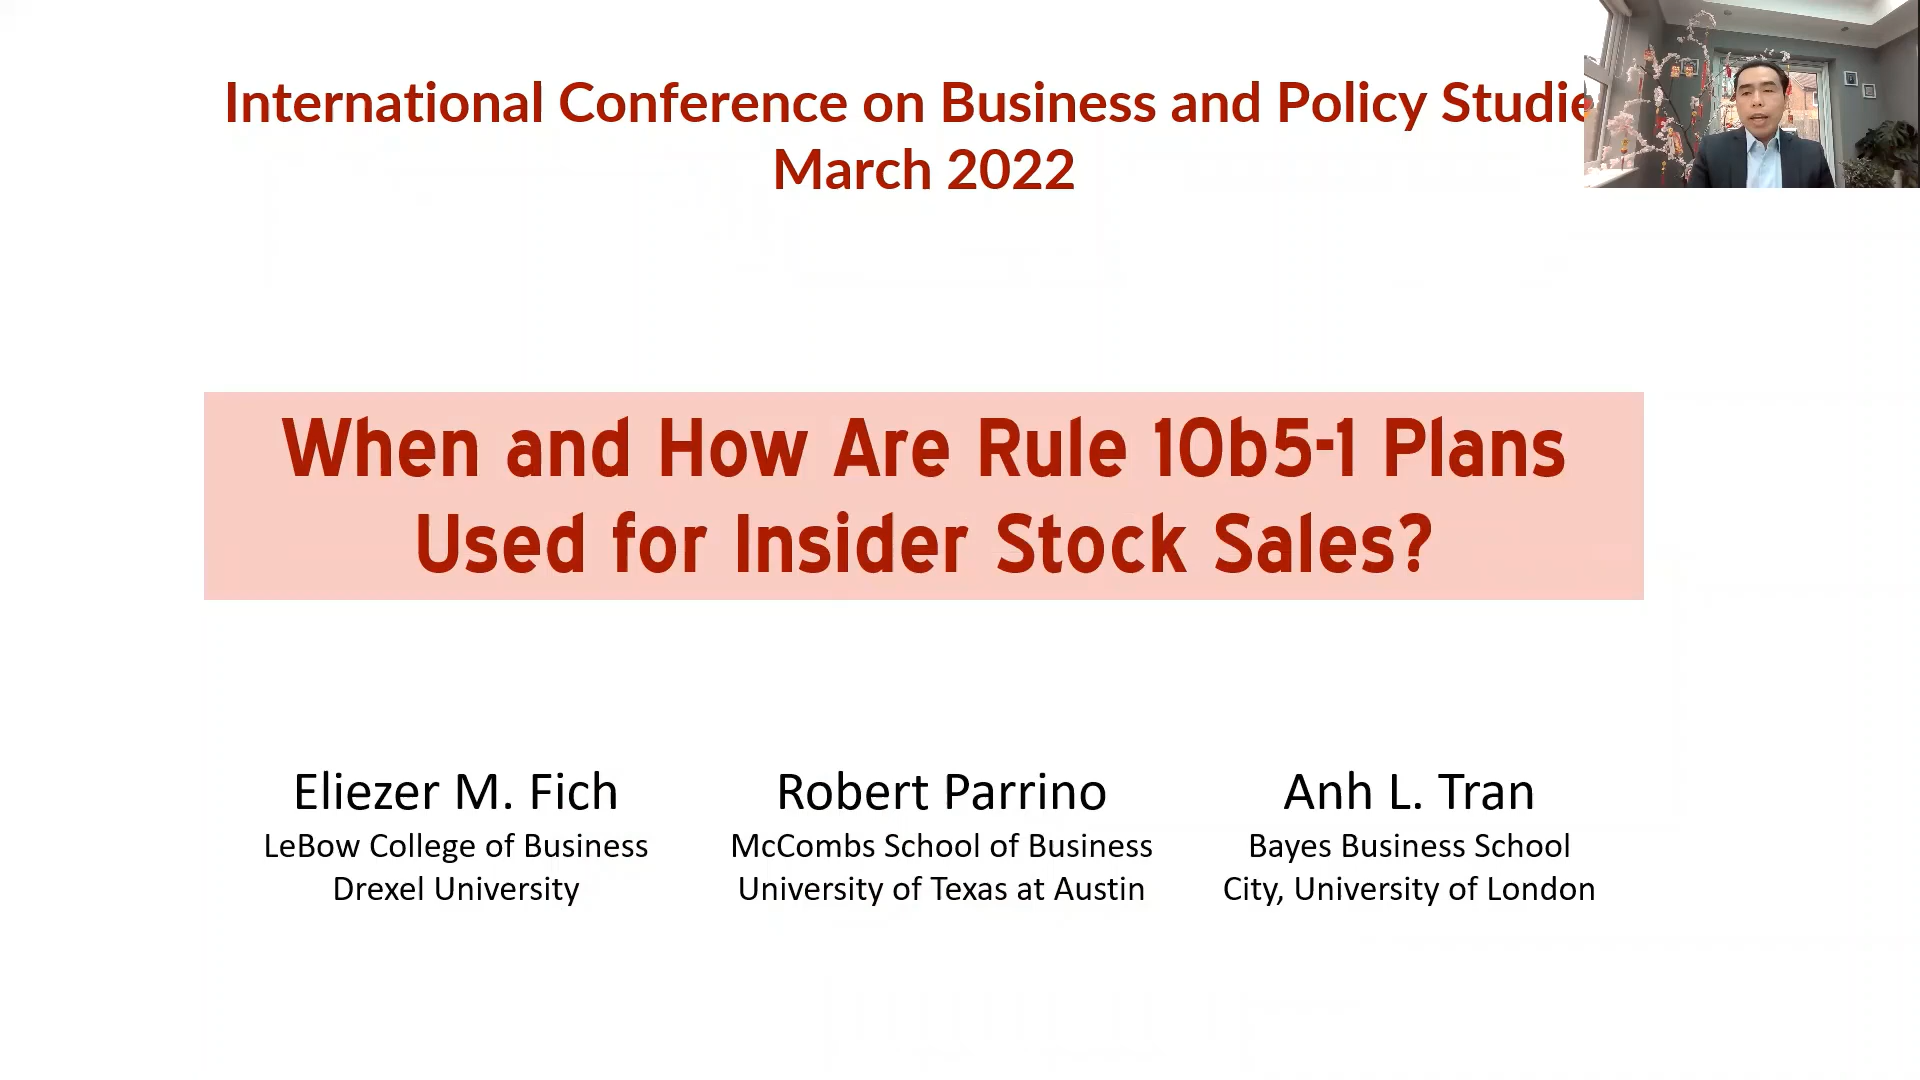 International Conference on Business and Policy Studie
March 2022
When and How Are Rule 10b5-1 Plans
Used for Insider Stock Sales?
Eliezer M. Fich
LeBow College of Business
Drexel University
Robert Parrino
McCombs School of Business
University of Texas at Austin
Anh L. Tran
Bayes Business School
City, University of London